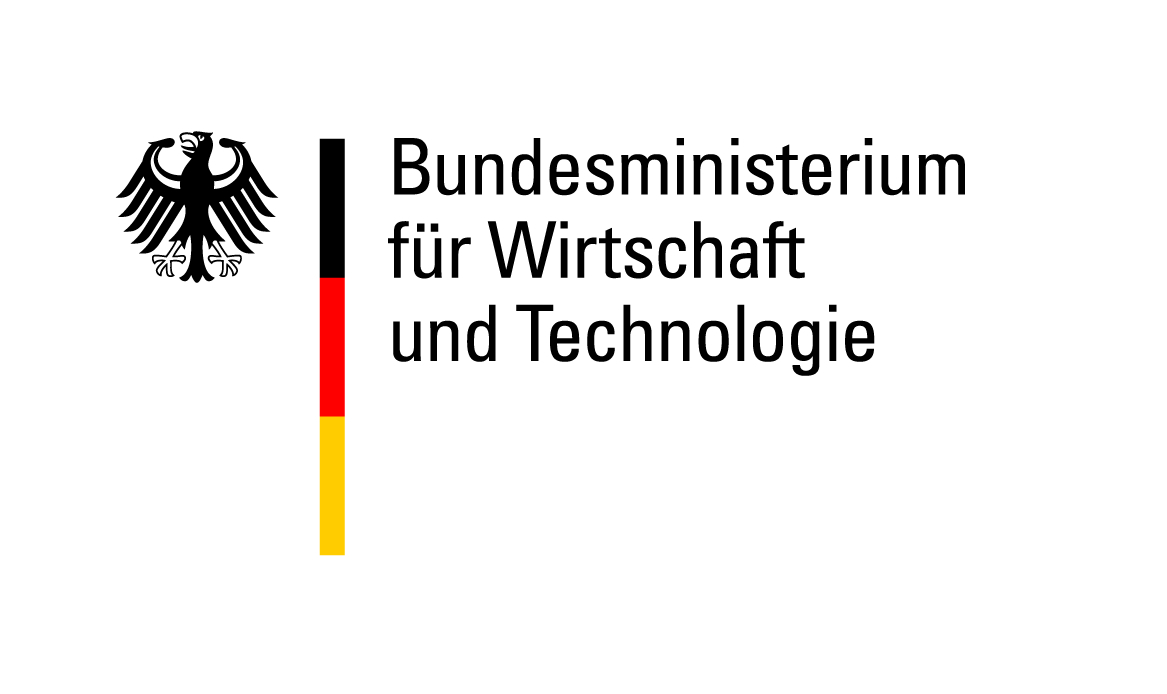 Bundesministerium
für Wirtschaft
und Technologie